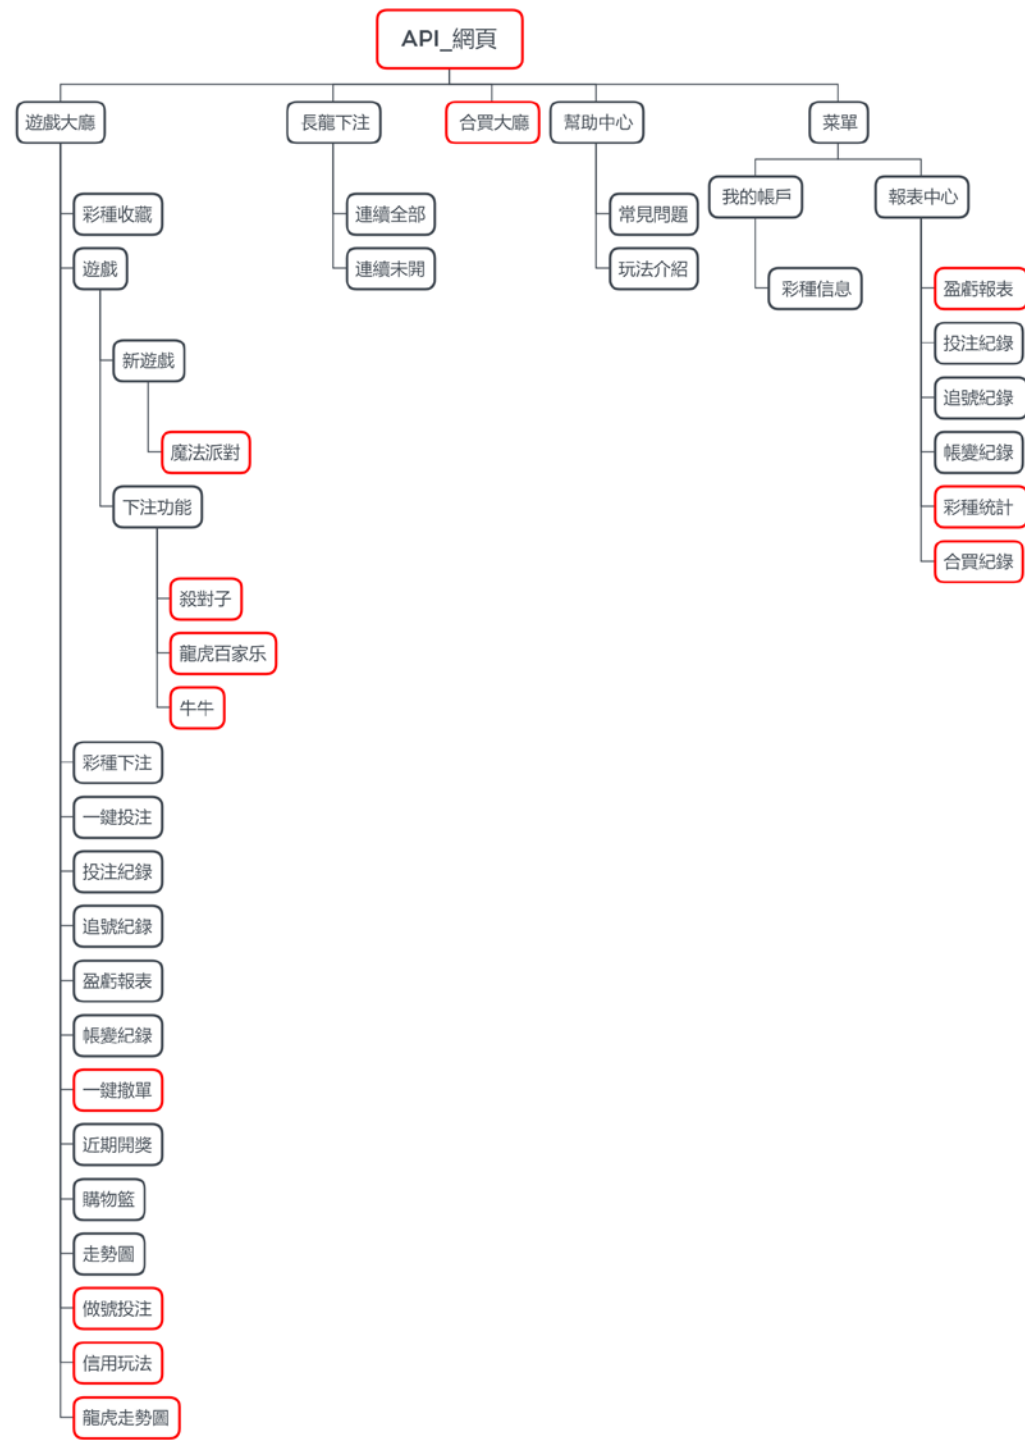 API_網頁
遊戲大廳
長龍下注
合買大廳
幫助中心
菜單
我的帳戶
報表中心
彩種收藏
連續全部
常見問題
遊戲
連續未開
玩法介紹
彩種信息
盈虧報表
投注紀錄
新遊戲
追號紀錄
魔法派對
帳變紀錄
下注功能
彩種統計
合買紀錄
殺對子
龍虎百家乐
牛牛
彩種下注
一鍵投注
投注紀錄
追號紀錄
盈虧報表
帳變紀錄
一鍵撤單
近期開獎
購物籃
走勢圖
做號投注
信用玩法
龍虎走勢圖